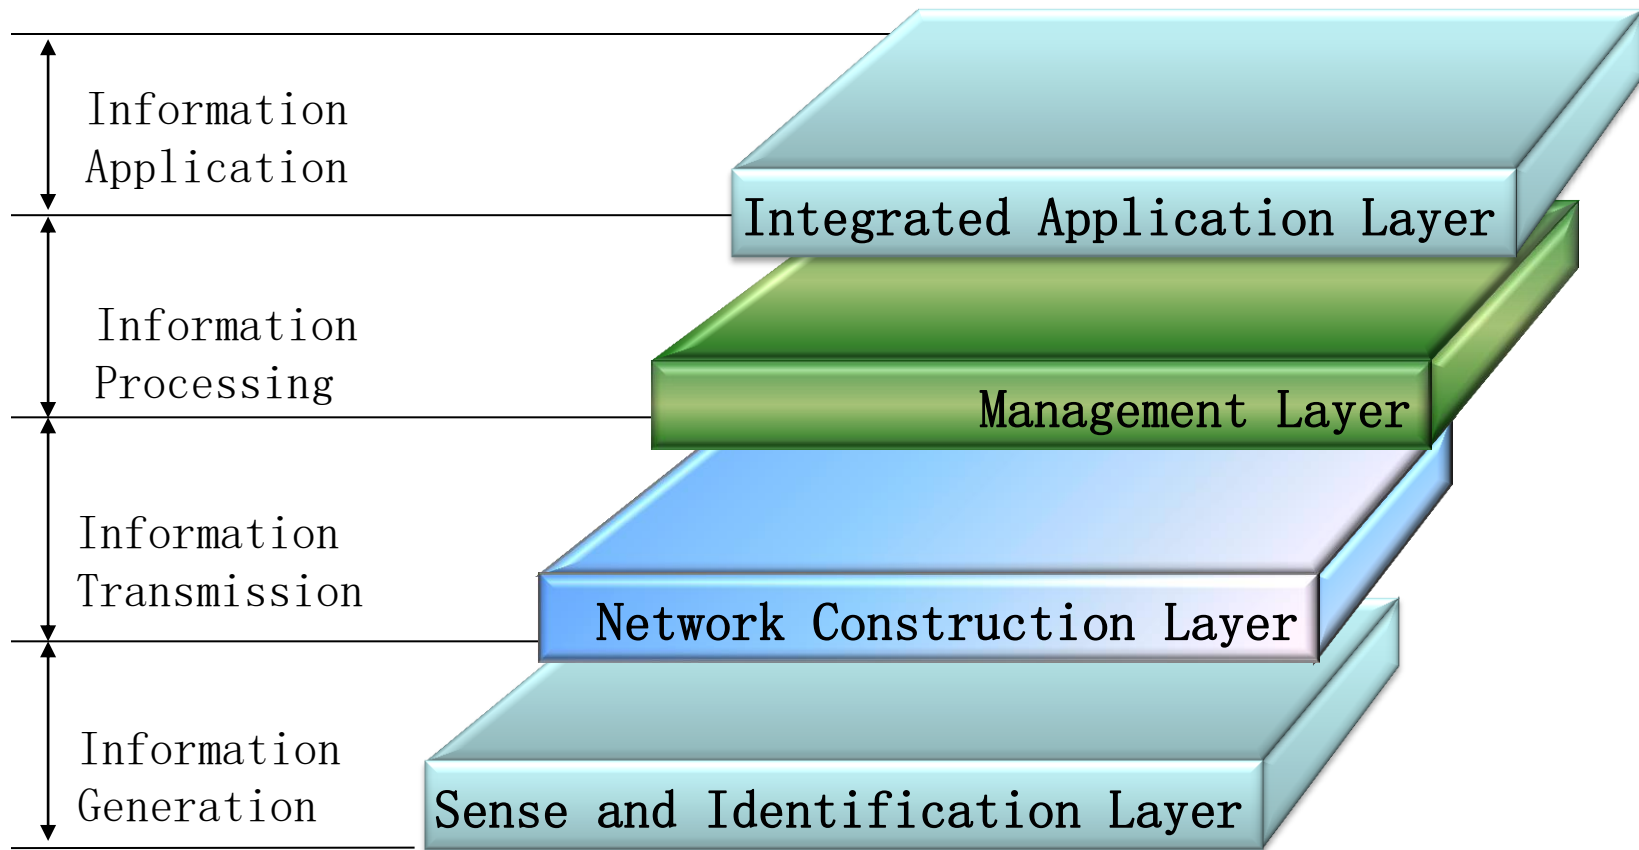 Information
Application
Integrated Application Layer
Information
Processing
Management Layer
Information
Transmission
Network Construction Layer
Information
Generation
Sense and Identification Layer